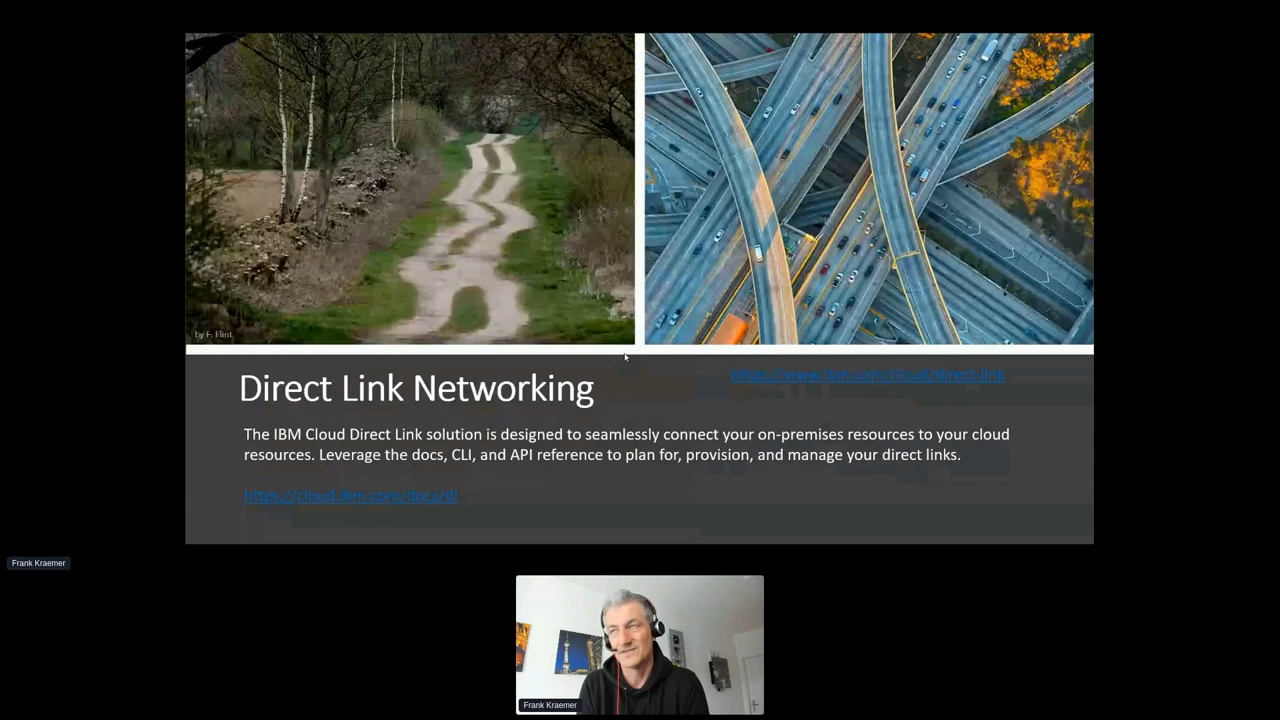 by F. Flint
Direct Link Networking
https://www.ibm.com/cloud/direct-link
The IBM Cloud Direct Link solution is designed to seamlessly connect your on-premises resources to your cloud
resources. Leverage the docs, CLI, and API reference to plan for, provision, and manage your direct links.
https://cloud.ibm.com/docs/dl
Frank Kraemer
Frank Kraemer